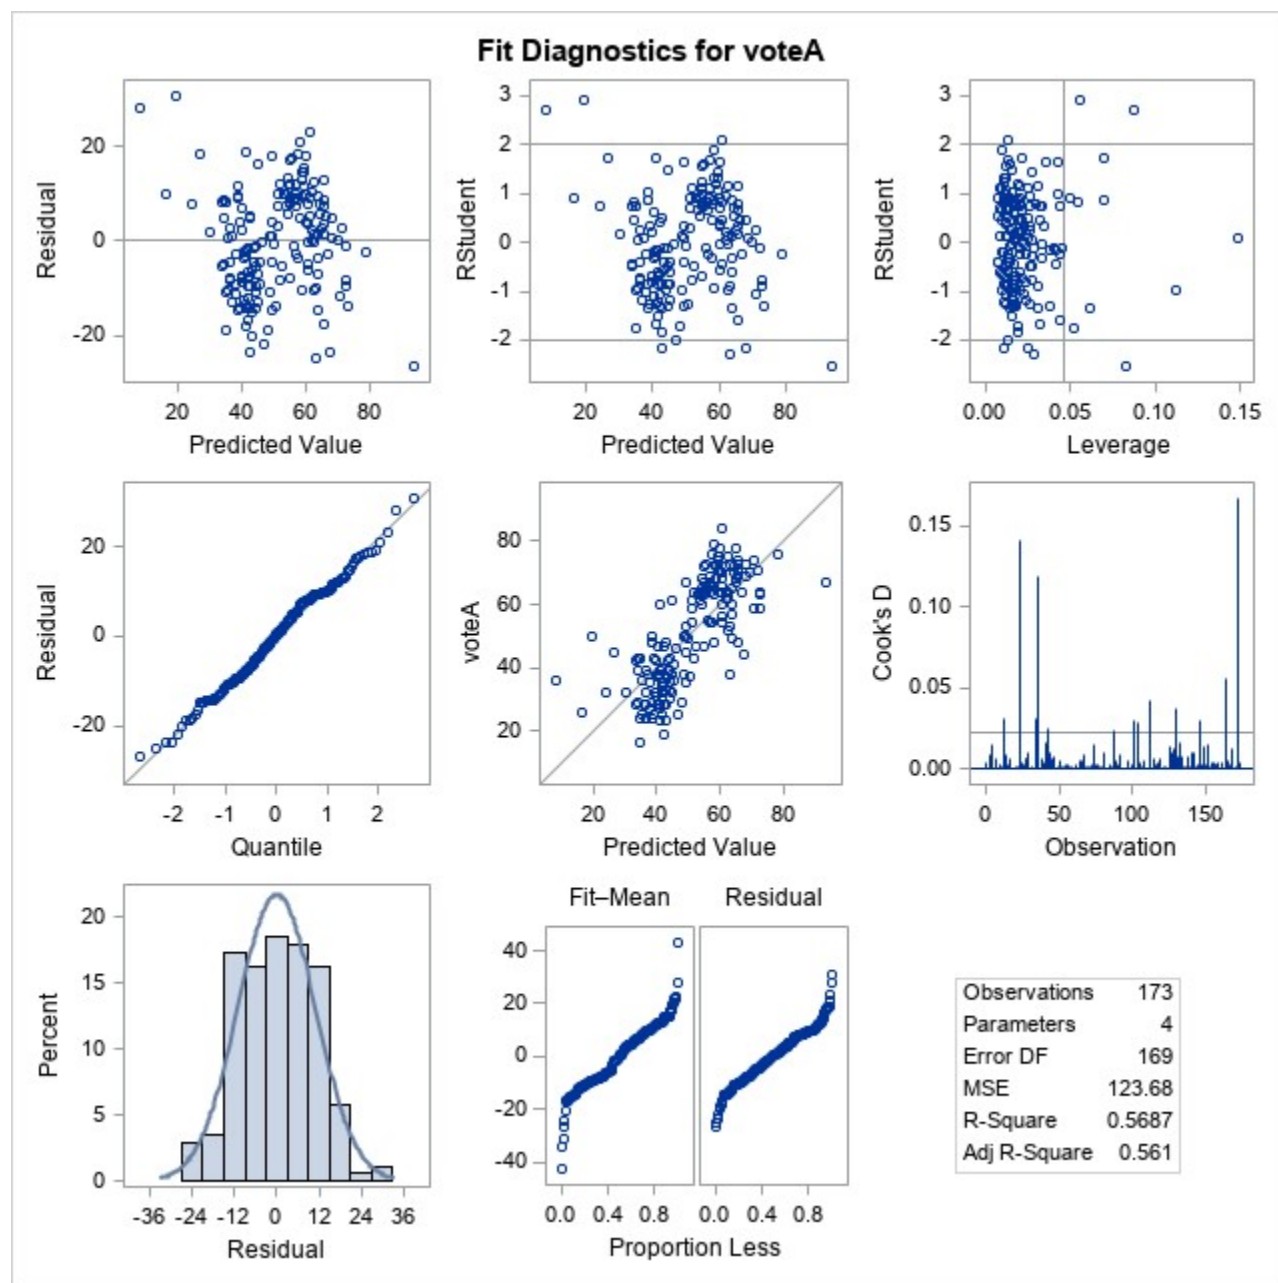 Fit Diagnostics for voteA
20
0
-20
Residual
20 40 60 80
Predicted Value
3
2
1
0
-1
-2
RStudent
20 40 60 80
Predicted Value
3
2
1
0
-1
-2
RStudent
0.00 0.05 0.10 0.15
Leverage
20
0
-20
Residual
-2 -1 0 1 2
Quantile
80
60
40
20
voteA
20 40 60 80
Predicted Value
0.15
0.10
0.05
0.00
Cook's D
0 50 100 150
Observation
20
15
10
5
0
Percent
-36 -24 -12 0 12 24 36
Residual
Fit–Mean Residual
40
20
0
-20
-40
0.0 0.4 0.8 0.0 0.4 0.8
Proportion Less
Observations 173
Parameters 4
Error DF 169
MSE 123.68
R-Square 0.5687
Adj R-Square 0.561